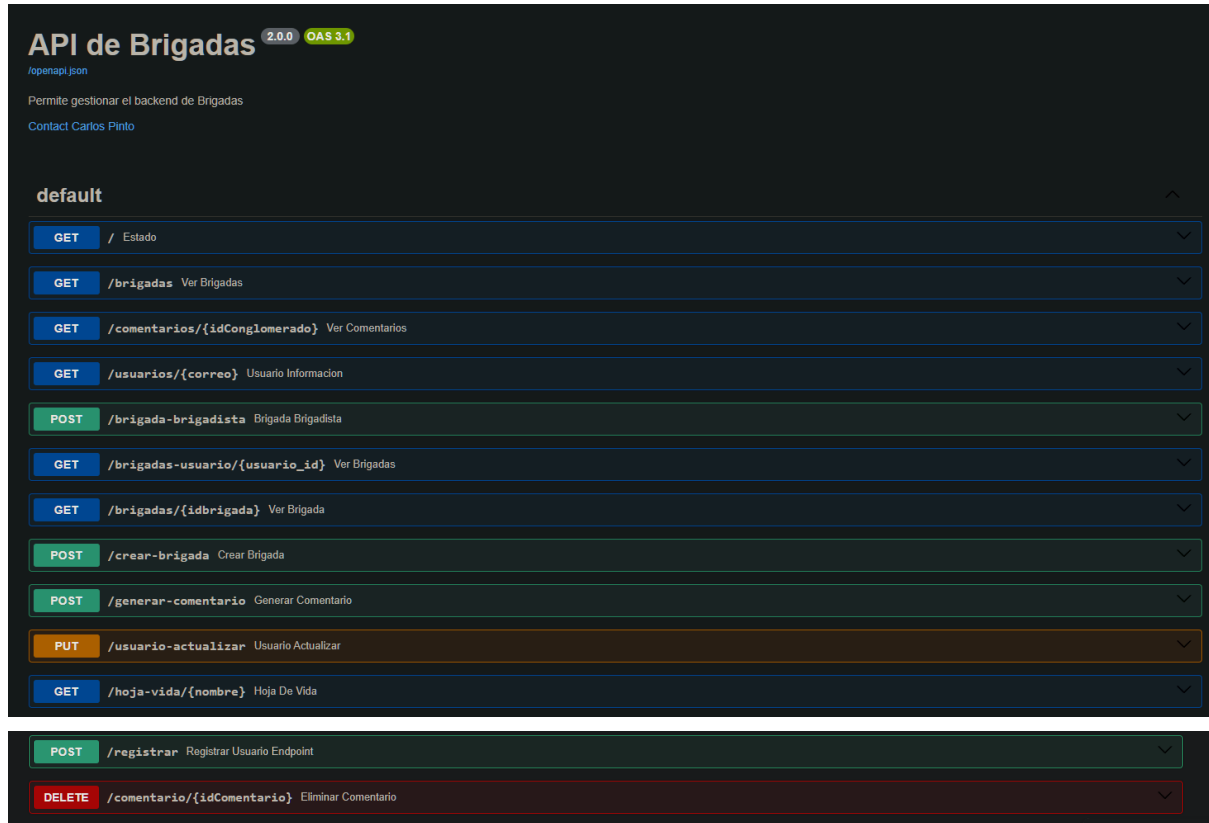 API de Brigadas 2.0.0 OAS 3.1
/openapi.json
Permite gestionar el backend de Brigadas
Contact Carlos Pinto
default
GET / Estado
GET /brigadas Ver Brigadas
GET /comentarios/{idConglomerado} Ver Comentarios
GET /usuarios/{correo} Usuario Informacion
POST /brigada-brigadista Brigada Brigadista
GET /brigadas-usuario/{usuario_id} Ver Brigadas
GET /brigadas/{idbrigada} Ver Brigada
POST /crear-brigada Crear Brigada
POST /generar-comentario Generar Comentario
PUT /usuario-actualizar Usuario Actualizar
GET /hoja-vida/{nombre} Hoja De Vida
POST /registrar Registrar Usuario Endpoint
DELETE /comentario/{idComentario} Eliminar Comentario